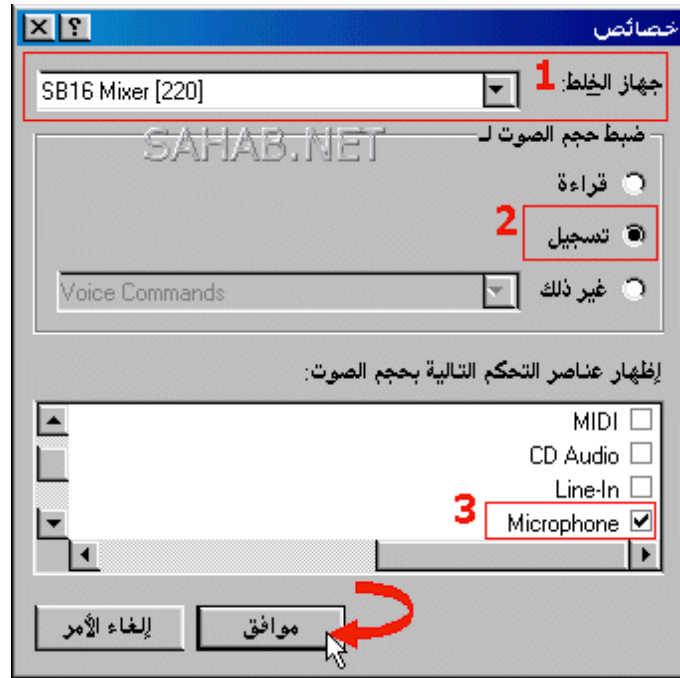 خصائص
جهاز الخلط: 1
SB16 Mixer [220]
SAHAB.NET
ضبط حجم الصوت لـ
قراءة
تسجيل 2
غير ذلك
Voice Commands
إظهار عناصر التحكم التالية بحجم الصوت:
MIDI
CD Audio
Line-In
Microphone 3
موافق
إلغاء الأمر